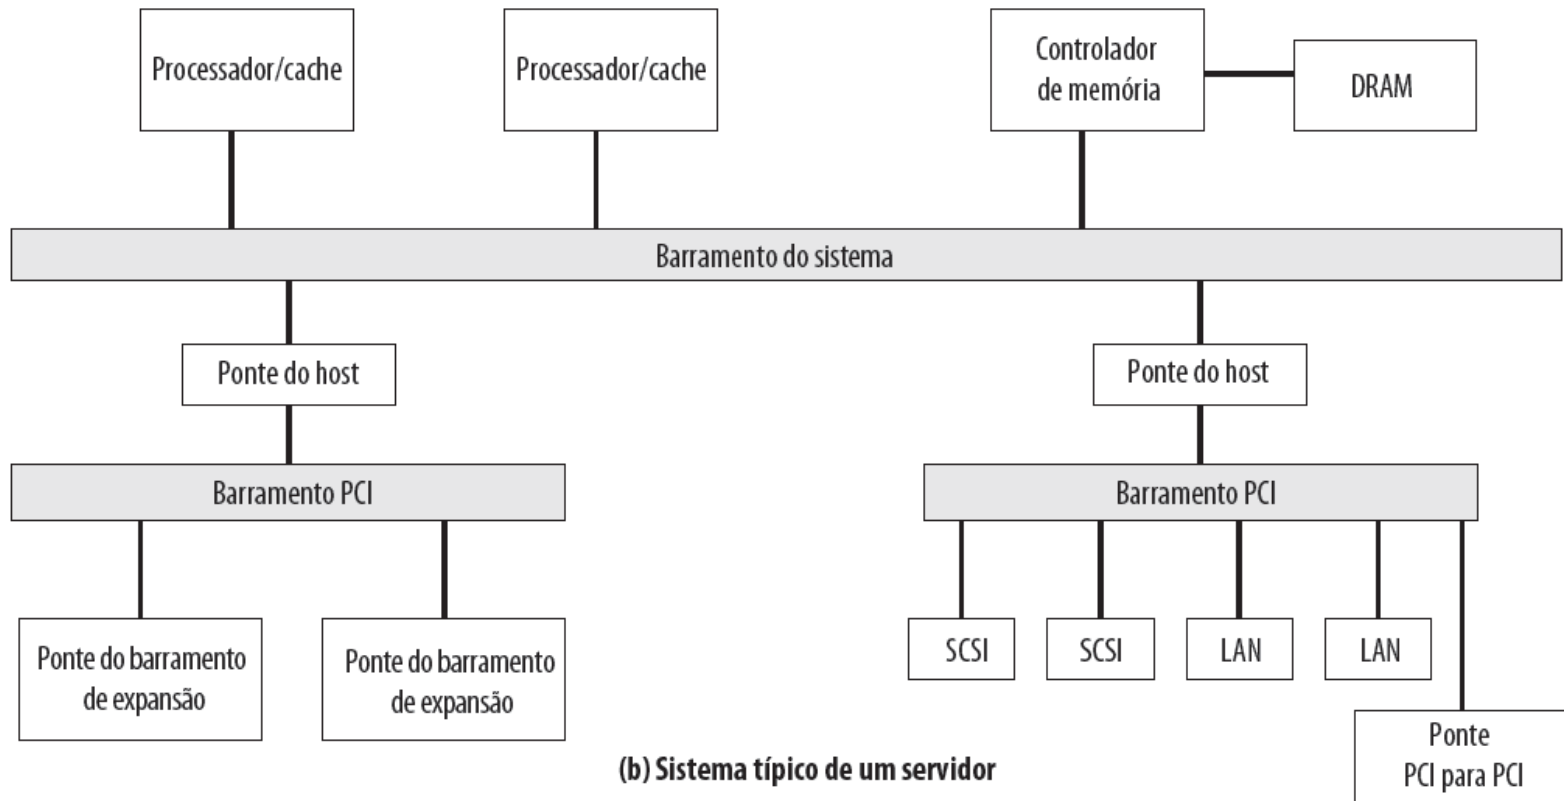 Processador/cache
Processador/cache
Controlador
de memória
DRAM
Barramento do sistema
Ponte do host
Ponte do host
Barramento PCI
Barramento PCI
Ponte do barramento
de expansão
Ponte do barramento
de expansão
SCSI
SCSI
LAN
LAN
Ponte
PCI para PCI
(b) Sistema típico de um servidor